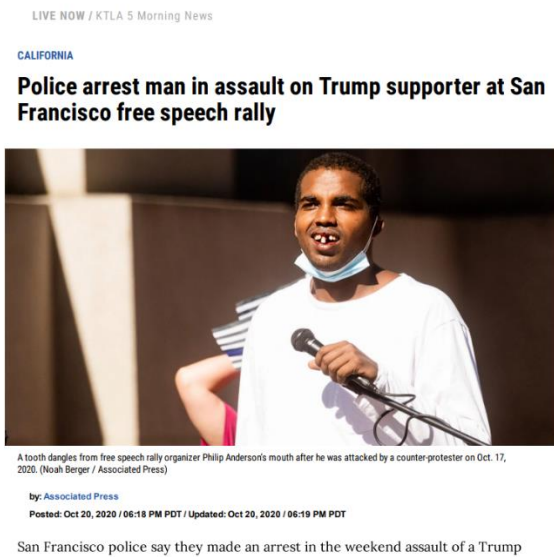 LIVE NOW / KTLA 5 Morning News
CALIFORNIA
Police arrest man in assault on Trump supporter at San
Francisco free speech rally
A tooth dangles from free speech rally organizer Philip Anderson's mouth after he was attacked by a counter-protester on Oct. 17,
2020. (Noah Berger / Associated Press)
by: Associated Press
Posted: Oct 20, 2020 / 06:18 PM PDT / Updated: Oct 20, 2020 / 06:19 PM PDT
San Francisco police say they made an arrest in the weekend assault of a Trump